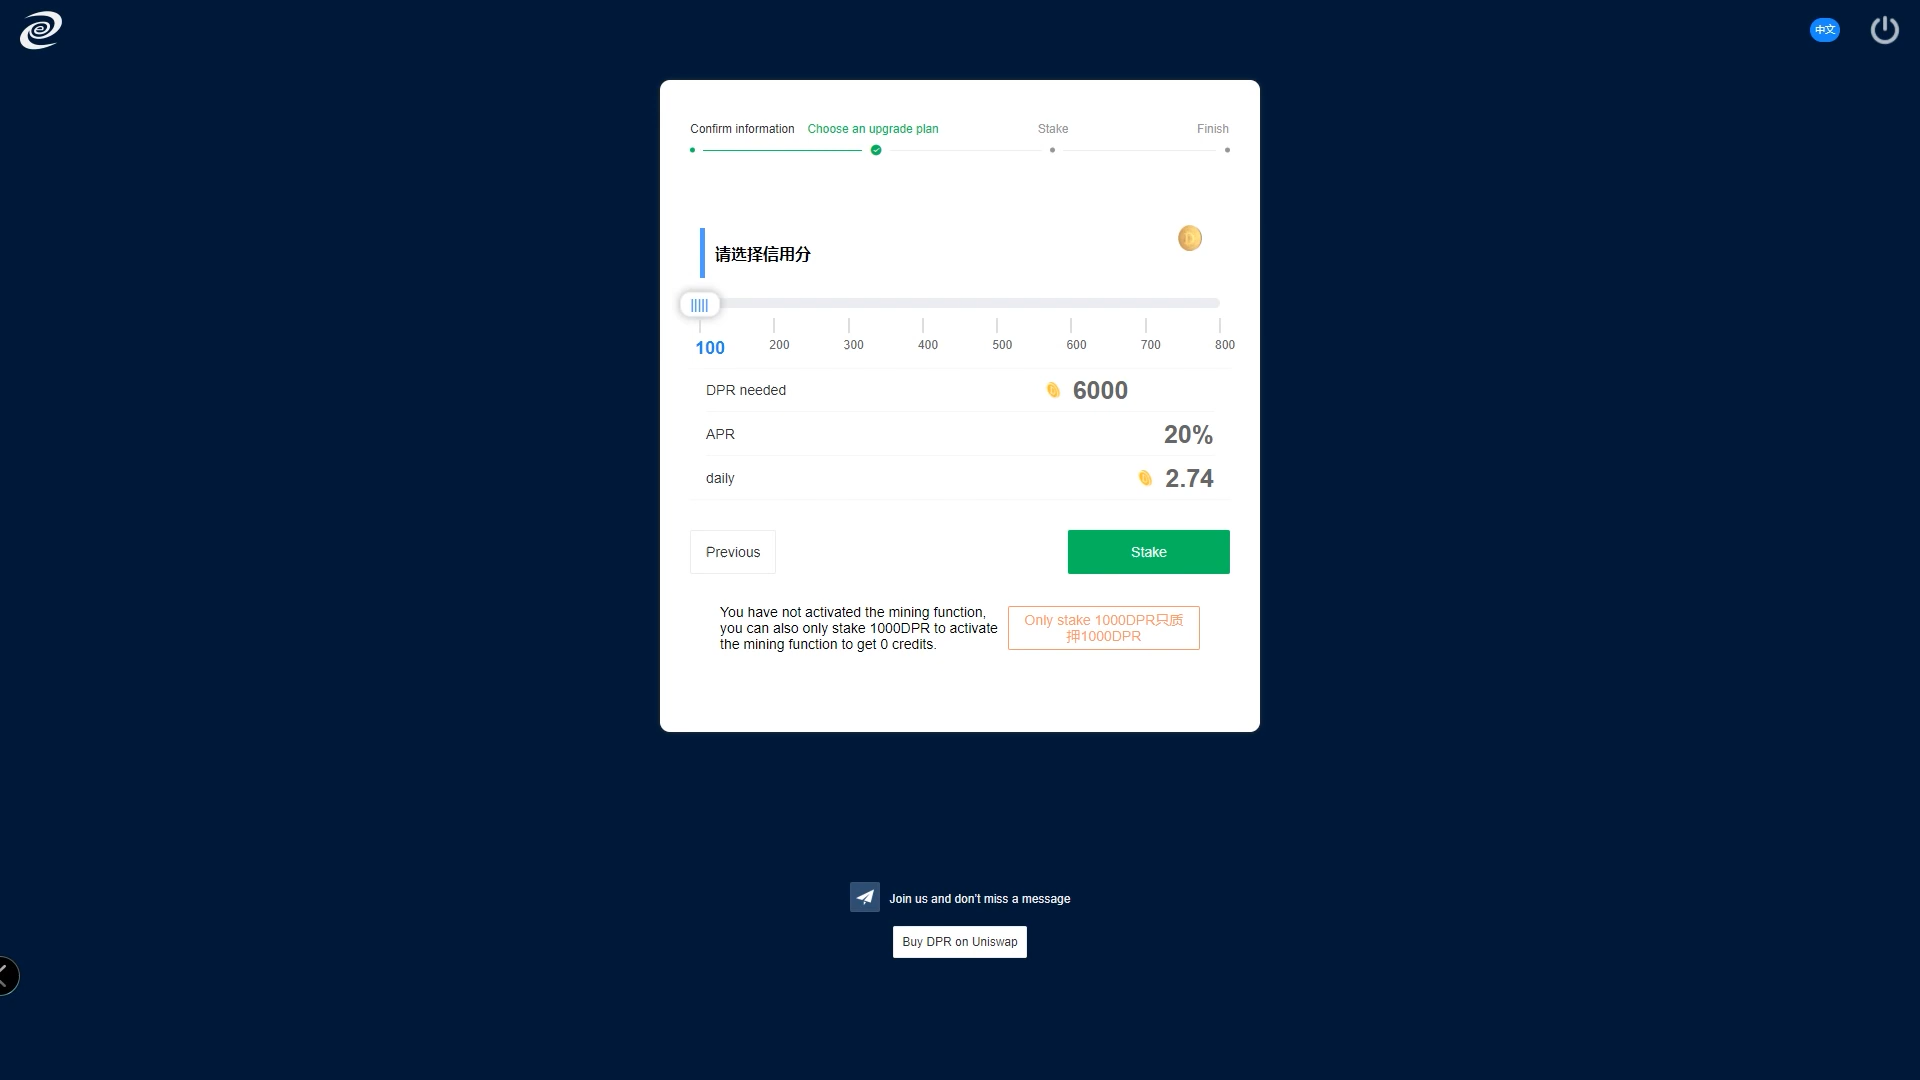 中文
Confirm information
Choose an upgrade plan
Stake
Finish
请选择信用分
100
200
300
400
500
600
700
800
DPR needed
6000
APR
20%
daily
2.74
Previous
Stake
You have not activated the mining function,
you can also only stake 1000DPR to activate
the mining function to get 0 credits.
Only stake 1000DPR只质
押1000DPR
Join us and don't miss a message
Buy DPR on Uniswap